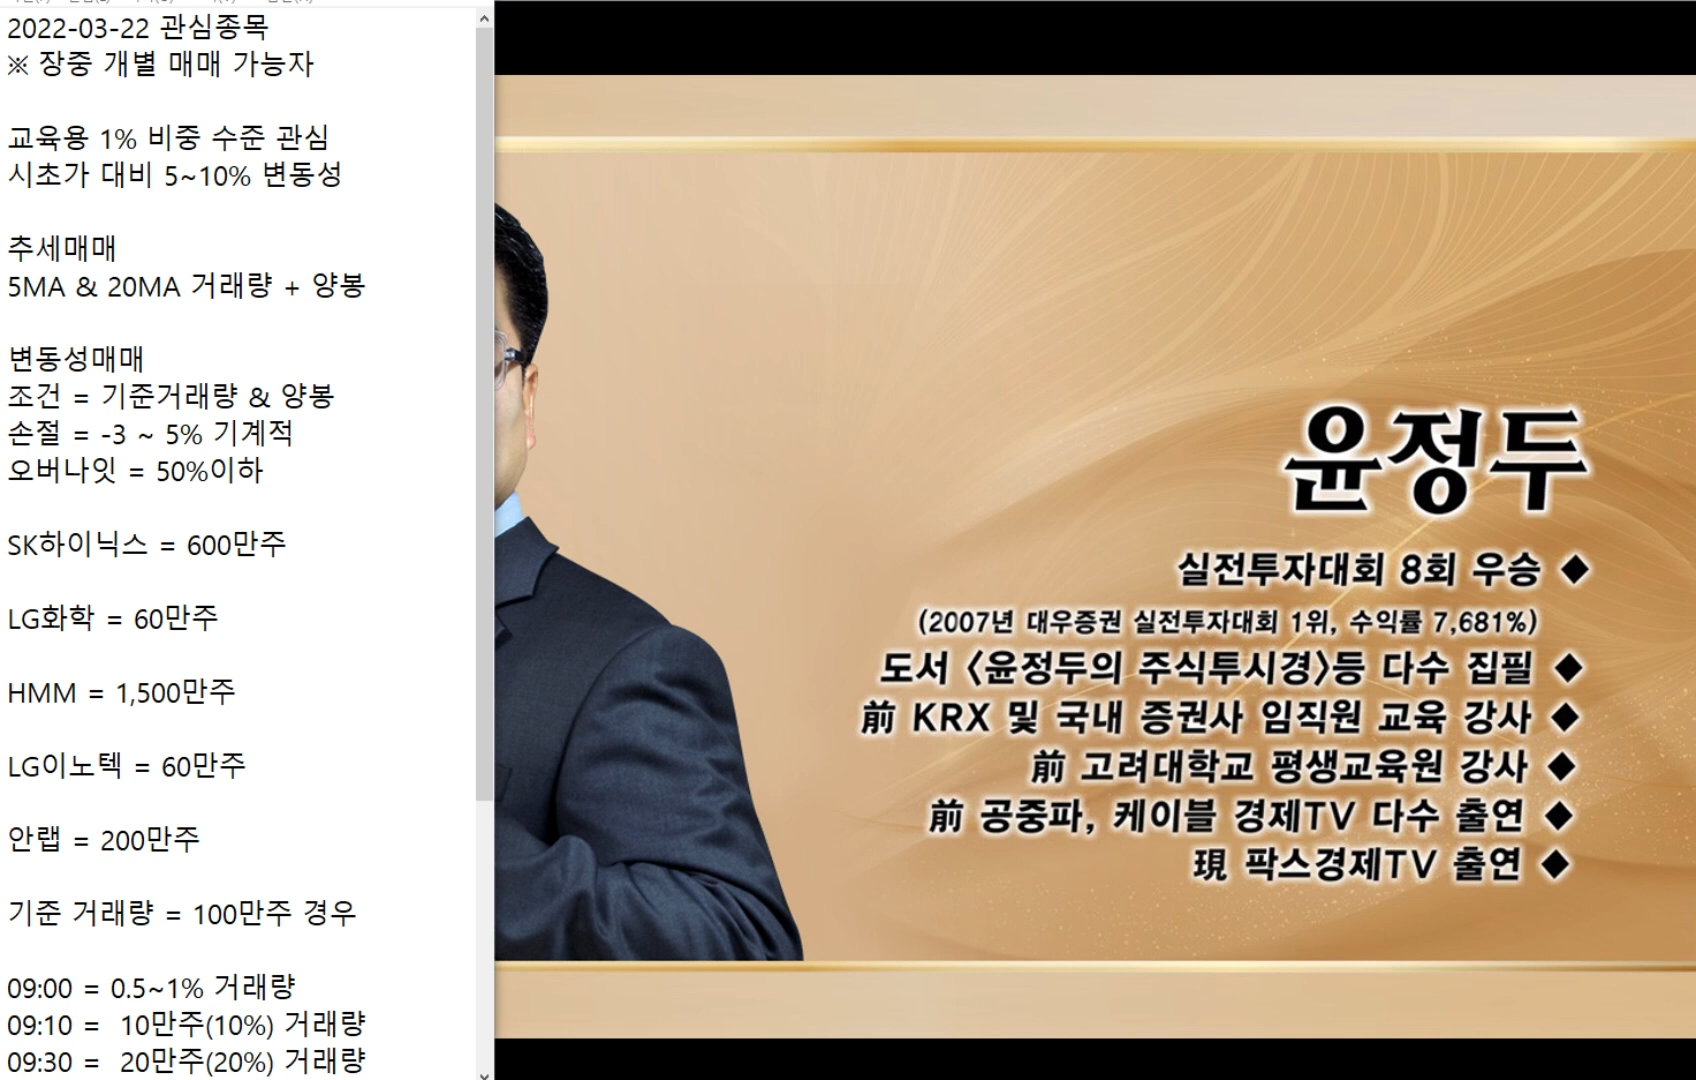 2022-03-22 관심종목
※ 장중 개별 매매 가능자
교육용 1% 비중 수준 관심
시초가 대비 5~10% 변동성
추세매매
5MA & 20MA 거래량 + 양봉
변동성매매
조건 = 기준거래량 & 양봉
손절 = -3 ~ 5% 기계적
오버나잇 = 50%이하
SK하이닉스 = 600만주
LG화학 = 60만주
HMM = 1,500만주
LG이노텍 = 60만주
안랩 = 200만주
기준 거래량 = 100만주 경우
09:00 = 0.5~1% 거래량
09:10 =  10만주(10%) 거래량
09:30 =  20만주(20%) 거래량
윤정두
실전투자대회 8회 우승 ◆
(2007년 대우증권 실전투자대회 1위, 수익률 7,681%)
도서 〈윤정두의 주식투시경〉등 다수 집필 ◆
前 KRX 및 국내 증권사 임직원 교육 강사 ◆
前 고려대학교 평생교육원 강사 ◆
前 공중파, 케이블 경제TV 다수 출연 ◆
現 팍스경제TV 출연 ◆